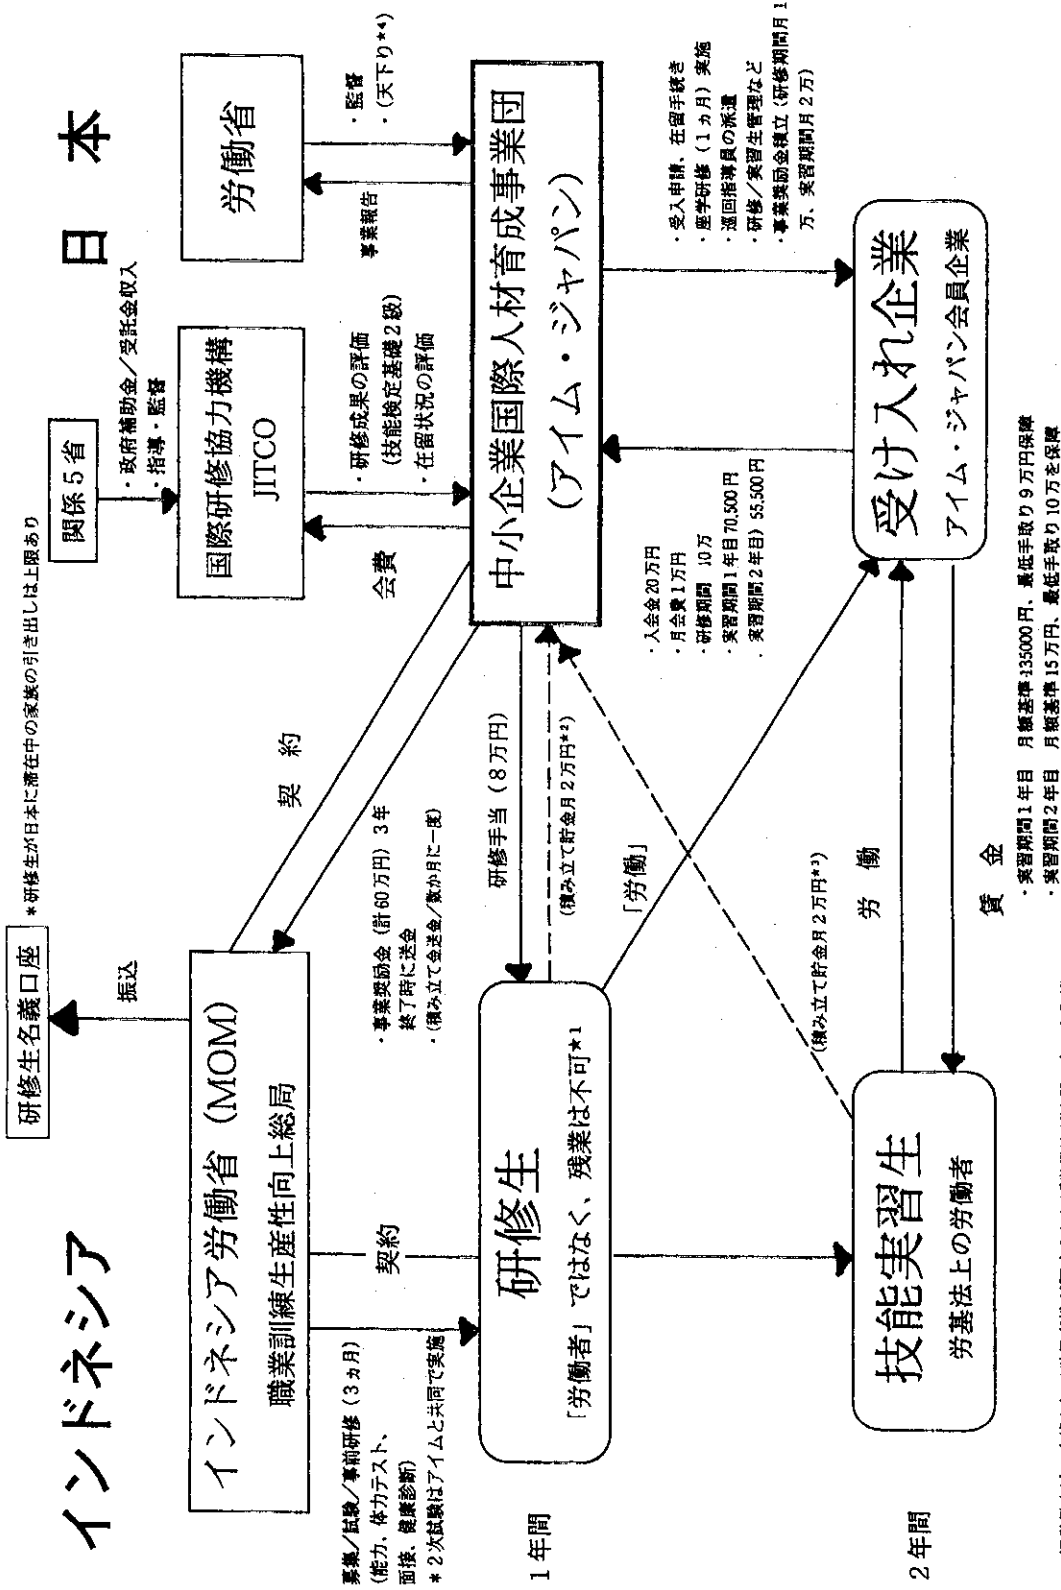 インドネシア
日本
研修生名義口座
*研修生が日本に滞在中の家族の引き出しは上限あり
振込
関係5省
・政府補助金/受託金収入
・指導・監督
インドネシア労働省(MOM)
職業訓練生産性向上総局
国際研修協力機構
JITCO
労働省
契約
会費
・研修成果の評価
(技能検定基礎2級)
・在留状況の評価
事業報告
・監督
・(天下り*4)
募集/試験/事前研修(3ヵ月)
(能力、体力テスト、
面接、健康診断)
*2次試験はアイムと共同で実施
契約
・事業奨励金(計60万円)3年
終了時に送金
・(積み立て金送金/数か月に一度)
中小企業国際人材育成事業団
(アイム・ジャパン)
1年間
研修生
「労働者」ではなく、残業は不可*1
研修手当(8万円)
(積み立て貯金月2万円*2)
「労働」
・入会金20万円
・月会費1万円
・研修期間 10万
・実習期間1年目70,500円
・実習期間2年目)55,500円
・受入申請、在留手続き
・座学研修(1ヵ月)実施
・巡回指導員の派遣
・研修/実習生管理など
・事業奨励金積立(研修期間月1
万、実習期間月2万)
(積み立て貯金月2万円*3)
2年間
技能実習生
労基法上の労働者
労働
賃金
受け入れ企業
アイム・ジャパン会員企業
・実習期間1年目 月額基準135000円、最低手取り9万円保障
・実習期間2年目 月額基準15万円、最低手取り10万を保障